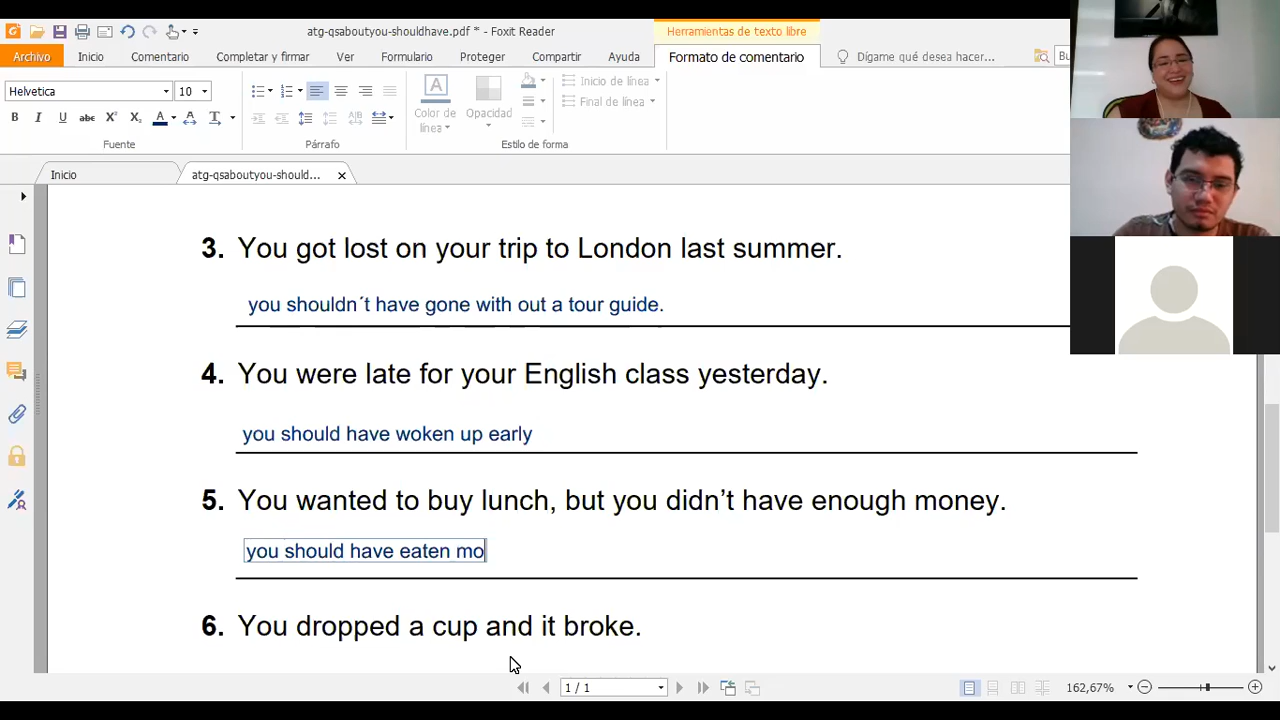 atg-qsaboutyou-shouldhave.pdf * - Foxit Reader
Herramientas de texto libre
Archivo
Inicio
Comentario
Completar y firmar
Ver
Formulario
Proteger
Compartir
Ayuda
Formato de comentario
Dígame qué desea hacer...
Bu
Helvetica
10
Color de línea
Opacidad
Inicio de línea
Final de línea
Fuente
Párrafo
Estilo de forma
Inicio
atg-qsaboutyou-should...
3. You got lost on your trip to London last summer.
you shouldn´t have gone with out a tour guide.
4. You were late for your English class yesterday.
you should have woken up early
5. You wanted to buy lunch, but you didn’t have enough money.
you should have eaten mo
6. You dropped a cup and it broke.
1 / 1
162,67%